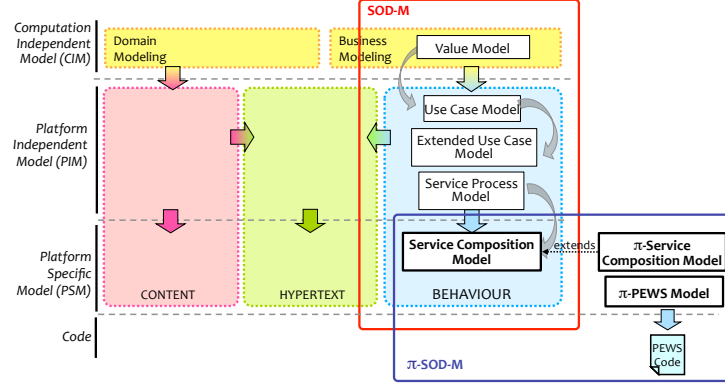 SOD-M
Computation
Independent
Model (CIM)
Domain
Modeling
Business
Modeling
Value Model
Platform
Independent
Model (PIM)
Use Case Model
Extended Use Case
Model
Service Process
Model
Platform
Specific
Model (PSM)
Service Composition
Model
extends
π-Service
Composition Model
π-PEWS Model
CONTENT
HYPERTEXT
BEHAVIOUR
Code
PEWS
Code
π-SOD-M